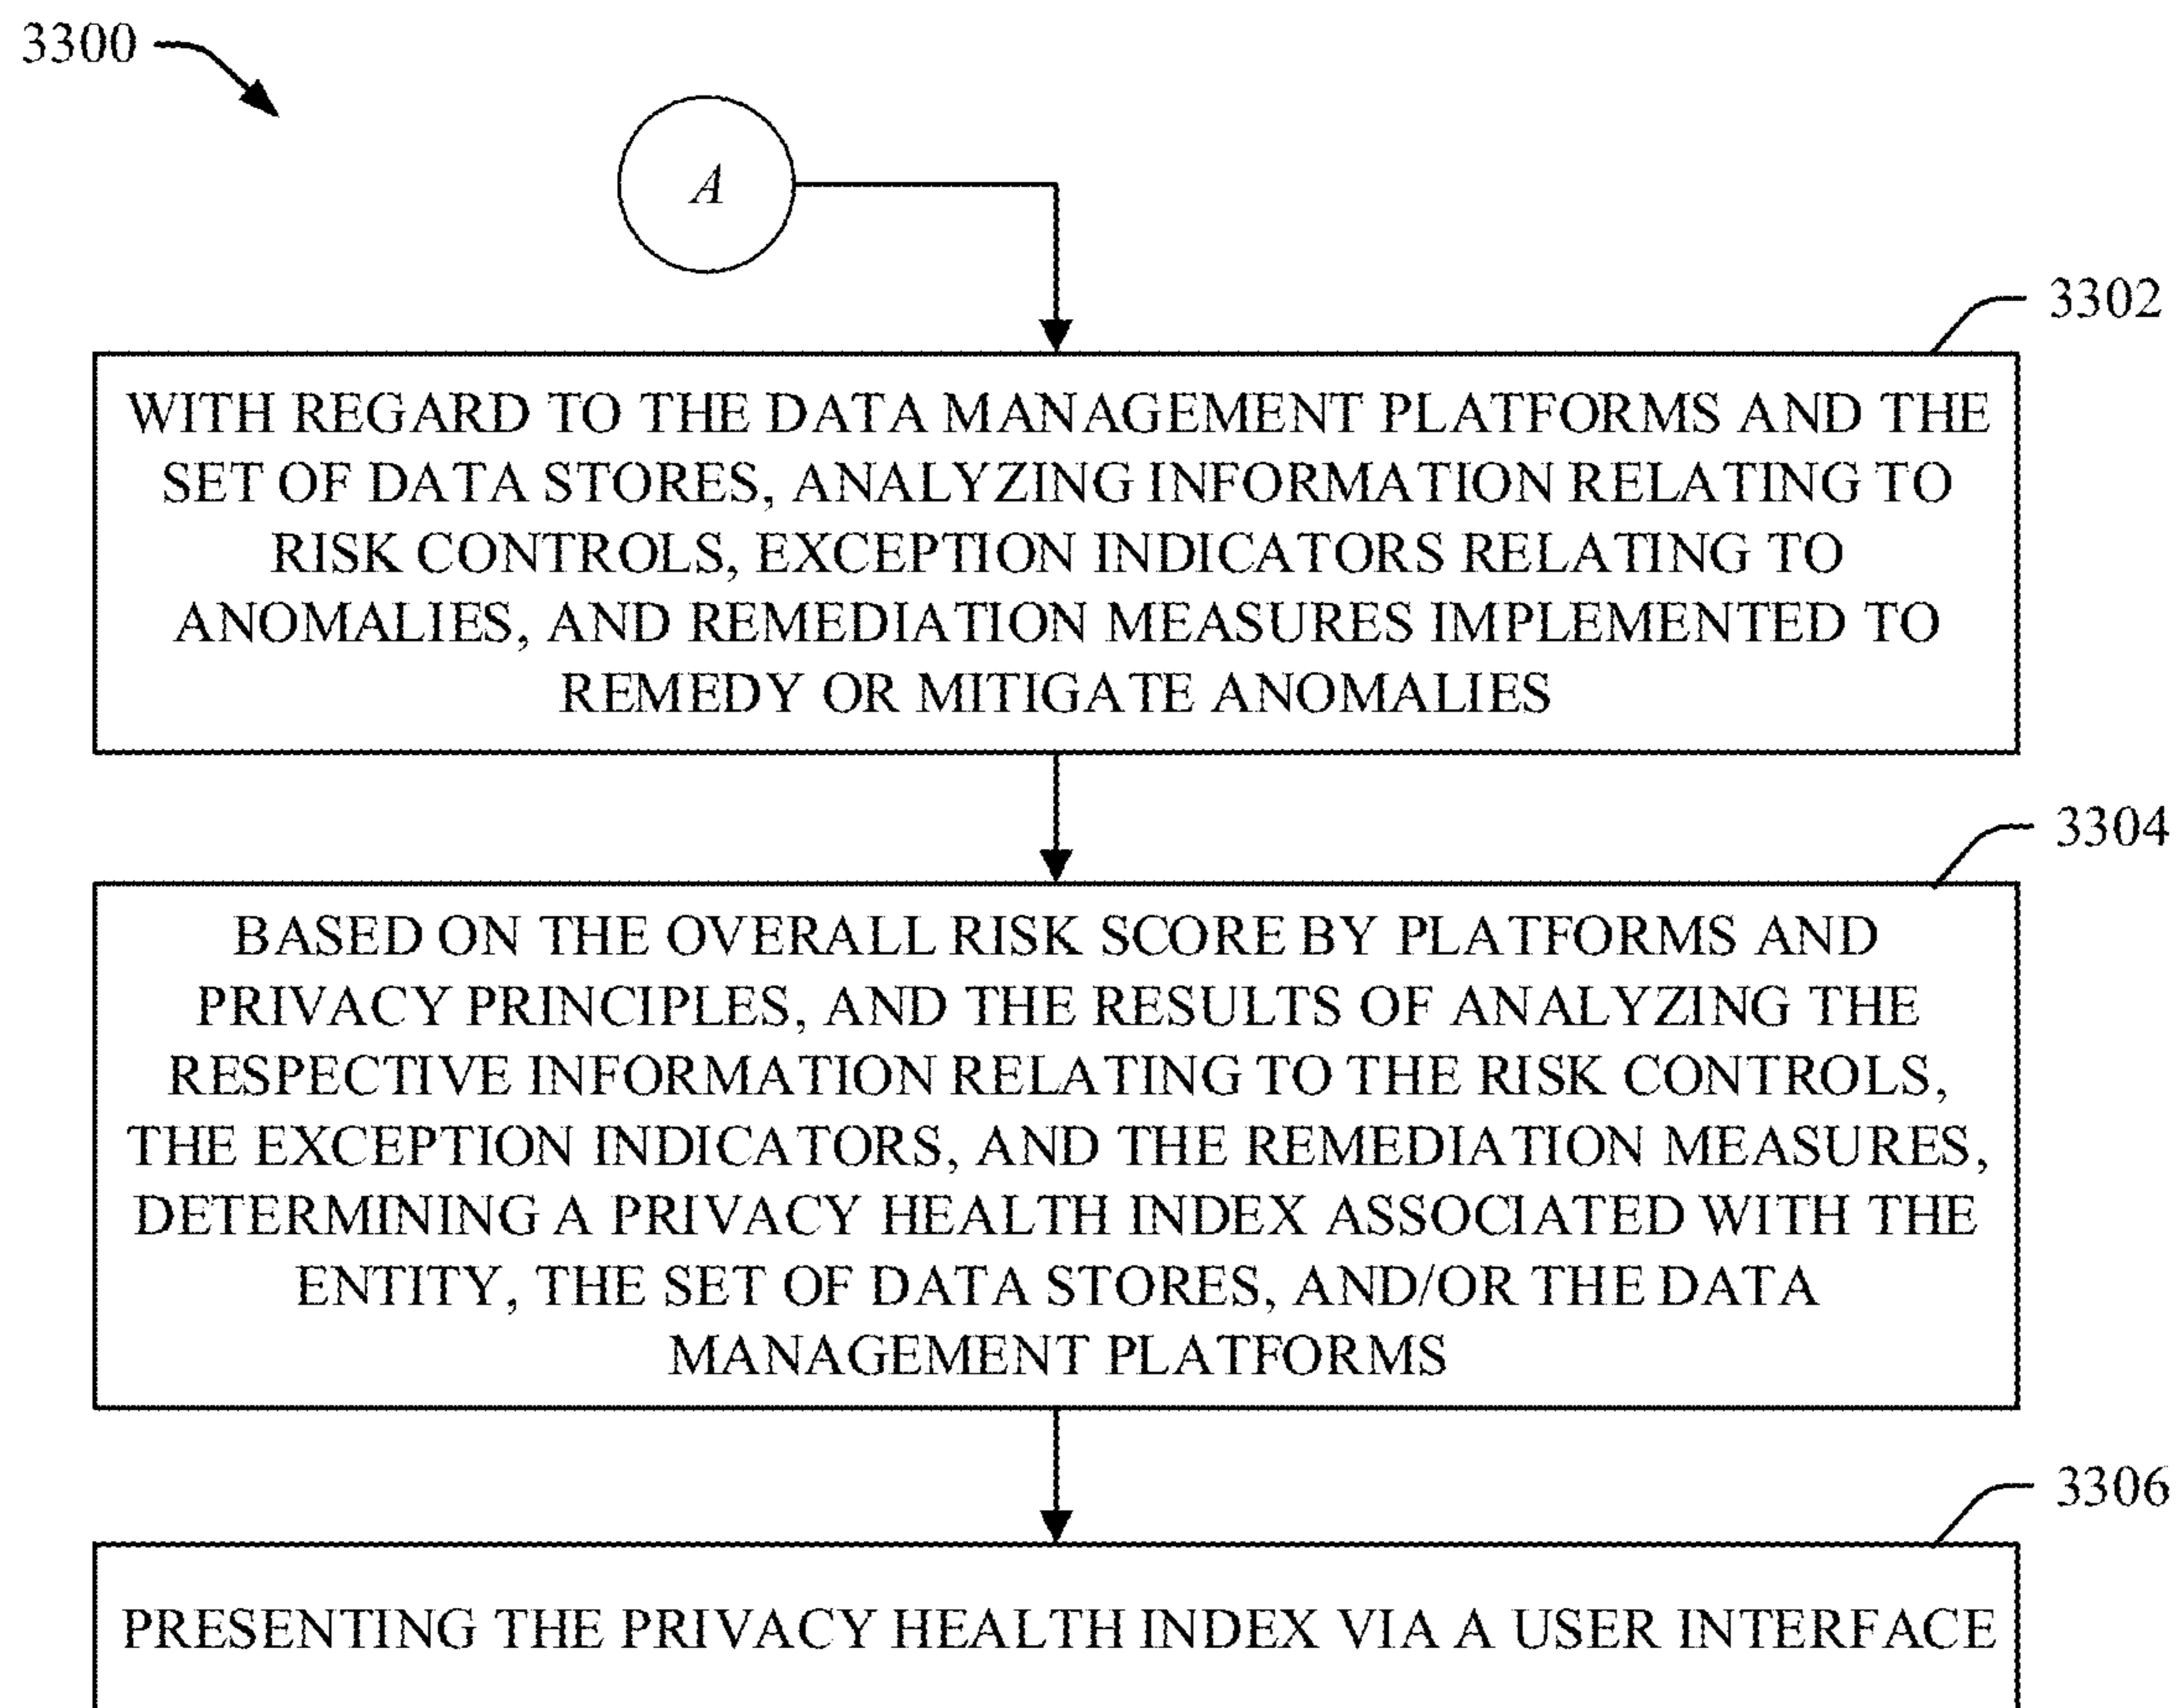 3300
A
3302
WITH REGARD TO THE DATA MANAGEMENT PLATFORMS AND THE
SET OF DATA STORES, ANALYZING INFORMATION RELATING TO
RISK CONTROLS, EXCEPTION INDICATORS RELATING TO
ANOMALIES, AND REMEDIATION MEASURES IMPLEMENTED TO
REMEDY OR MITIGATE ANOMALIES
3304
BASED ON THE OVERALL RISK SCORE BY PLATFORMS AND
PRIVACY PRINCIPLES, AND THE RESULTS OF ANALYZING THE
RESPECTIVE INFORMATION RELATING TO THE RISK CONTROLS,
THE EXCEPTION INDICATORS, AND THE REMEDIATION MEASURES,
DETERMINING A PRIVACY HEALTH INDEX ASSOCIATED WITH THE
ENTITY, THE SET OF DATA STORES, AND/OR THE DATA
MANAGEMENT PLATFORMS
3306
PRESENTING THE PRIVACY HEALTH INDEX VIA A USER INTERFACE